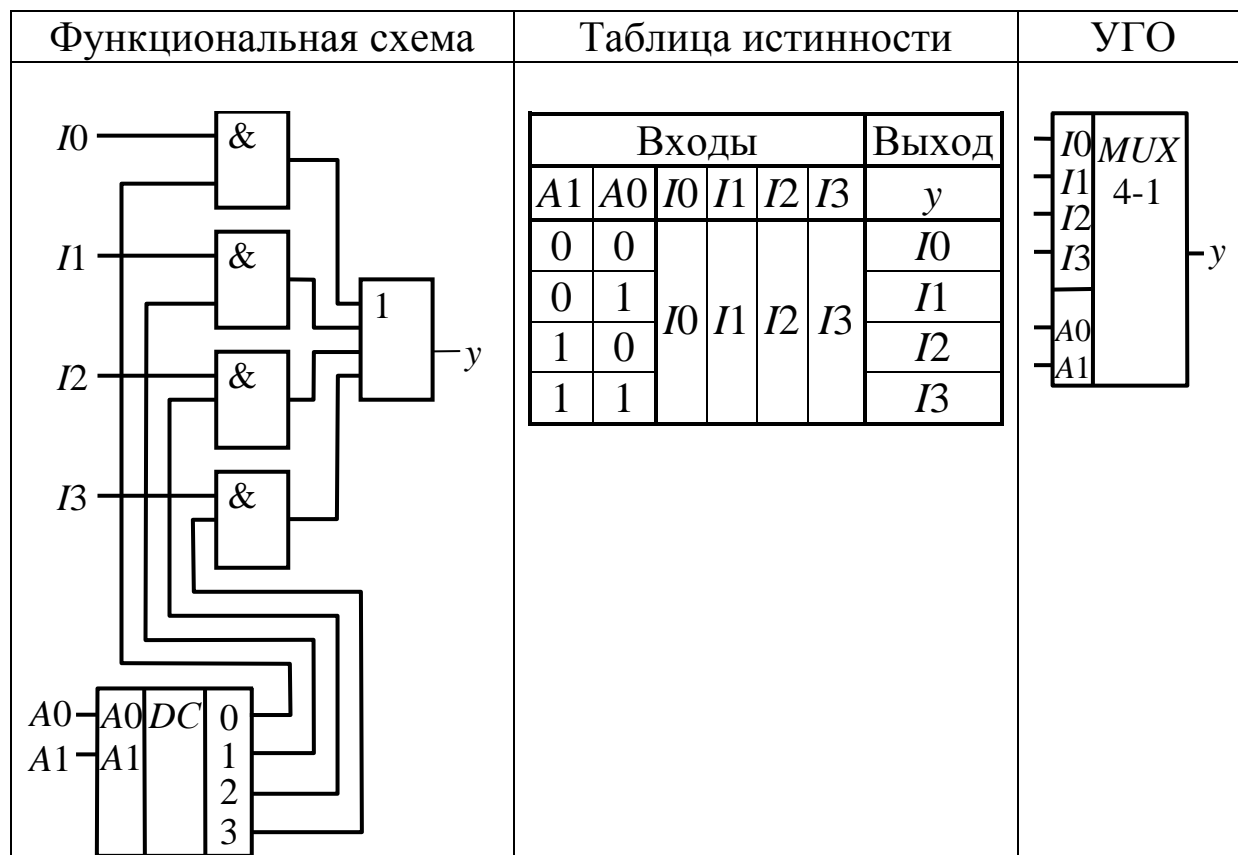 Функциональная схема
Таблица истинности
УГО
I0
&
I1
&
1
y
I2
&
I3
&
A0
A0
DC
0
A1
A1
1
2
3
Входы Выход
A1 A0 I0 I1 I2 I3 y
0 0 I0
0 1 I1
I0 I1 I2 I3
1 0 I2
1 1 I3
I0 MUX
I1 4-1
I2
I3
y
A0
A1